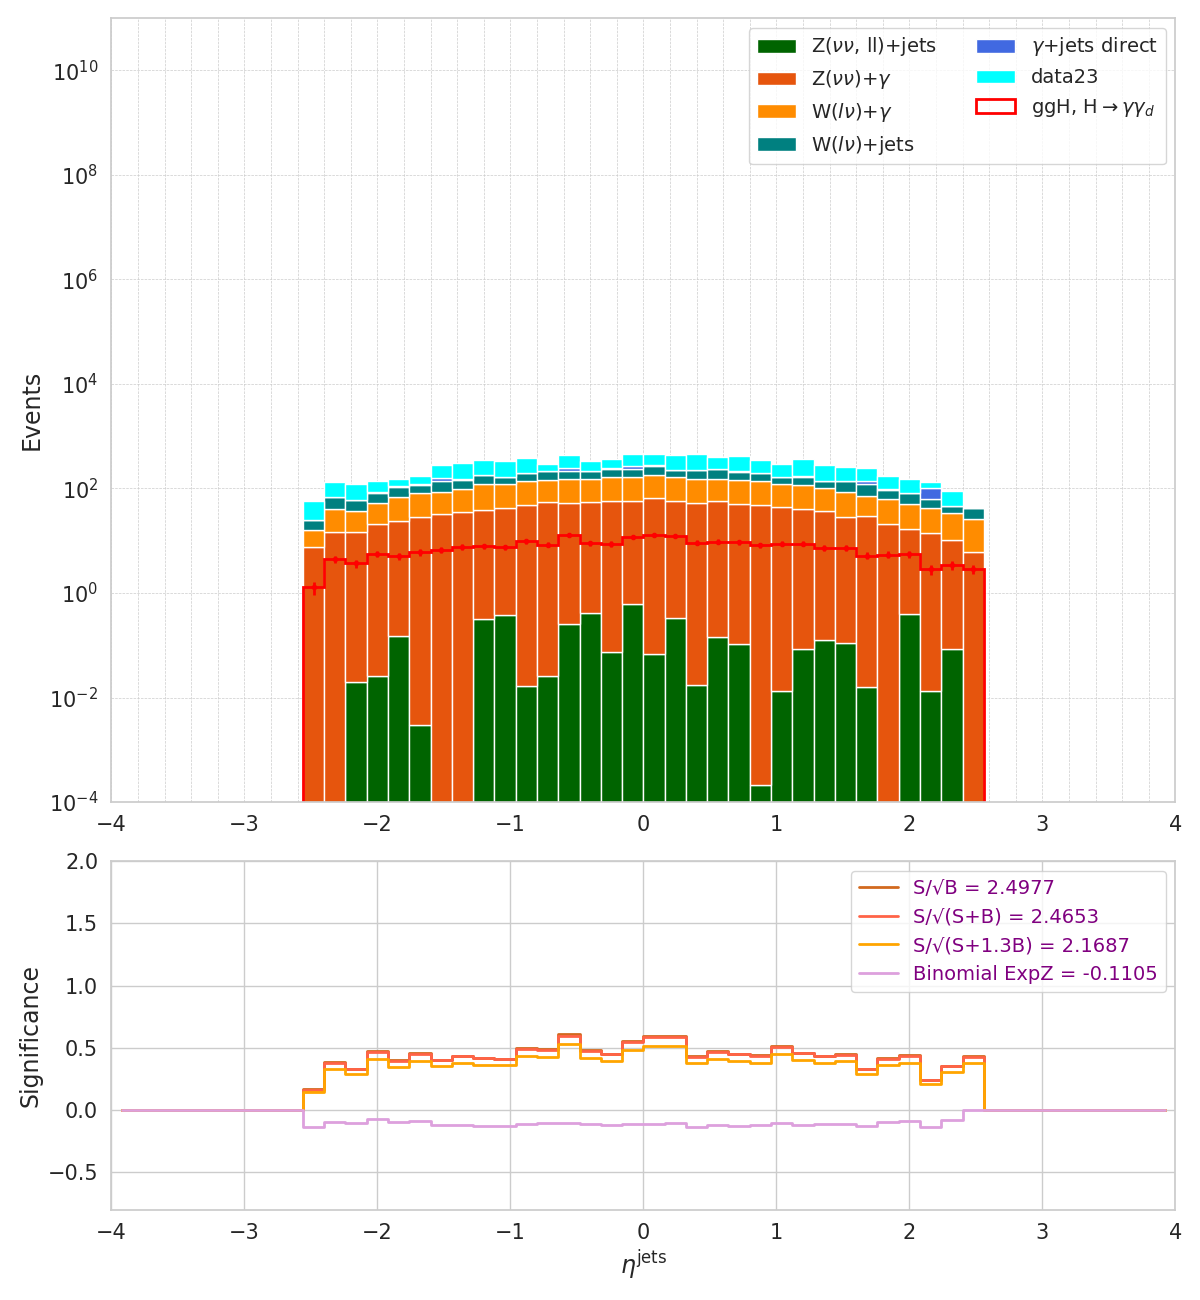 Z(νν, ll)+jets
Z(νν)+γ
W(lν)+γ
W(lν)+jets
γ+jets direct
data23
ggH, H→γγ_d
Events
10^10
10^8
10^6
10^4
10^2
10^0
10^−2
10^−4
−4 −3 −2 −1 0 1 2 3 4
S/√B = 2.4977
S/√(S+B) = 2.4653
S/√(S+1.3B) = 2.1687
Binomial ExpZ = -0.1105
Significance
2.0
1.5
1.0
0.5
0.0
−0.5
−4 −3 −2 −1 0 1 2 3 4
η^jets